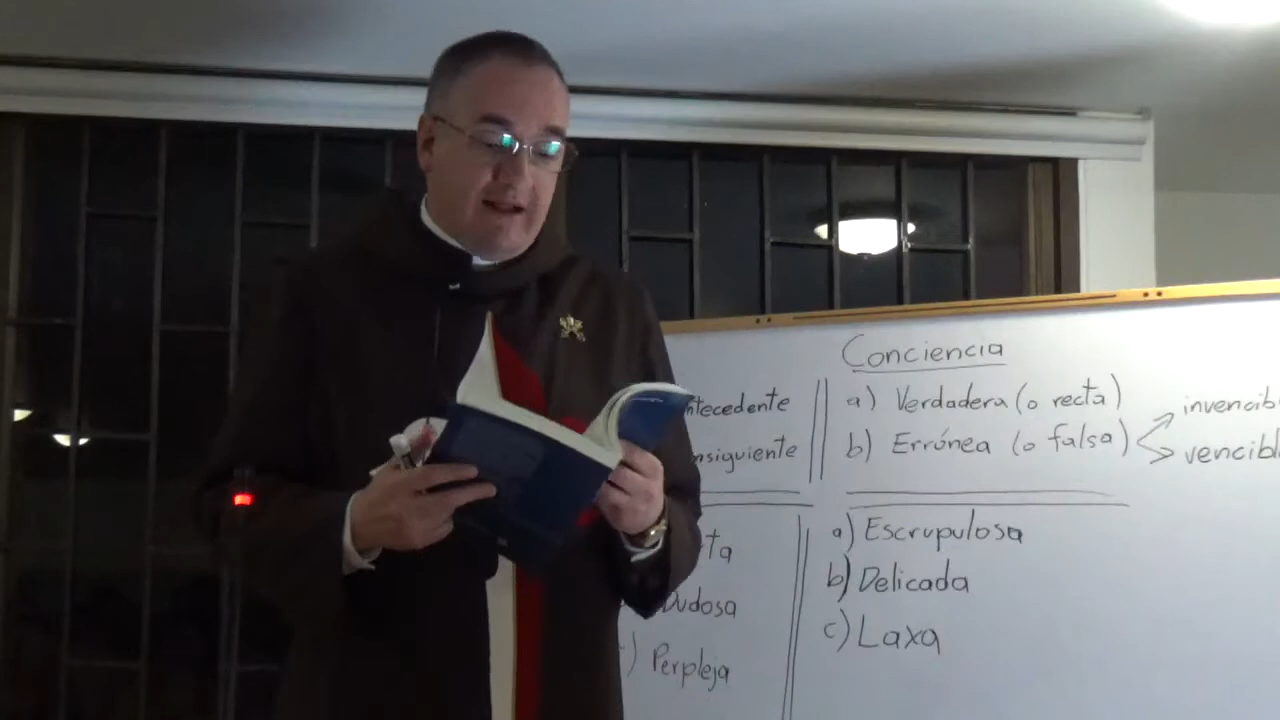 Conciencia
ntecedente
a) Verdadera (o recta)
invencib
nsiguiente
b) Errónea (o falsa)
vencibl
ta
a) Escrupulosa
Dudosa
b) Delicada
) Perpleja
c) Laxa